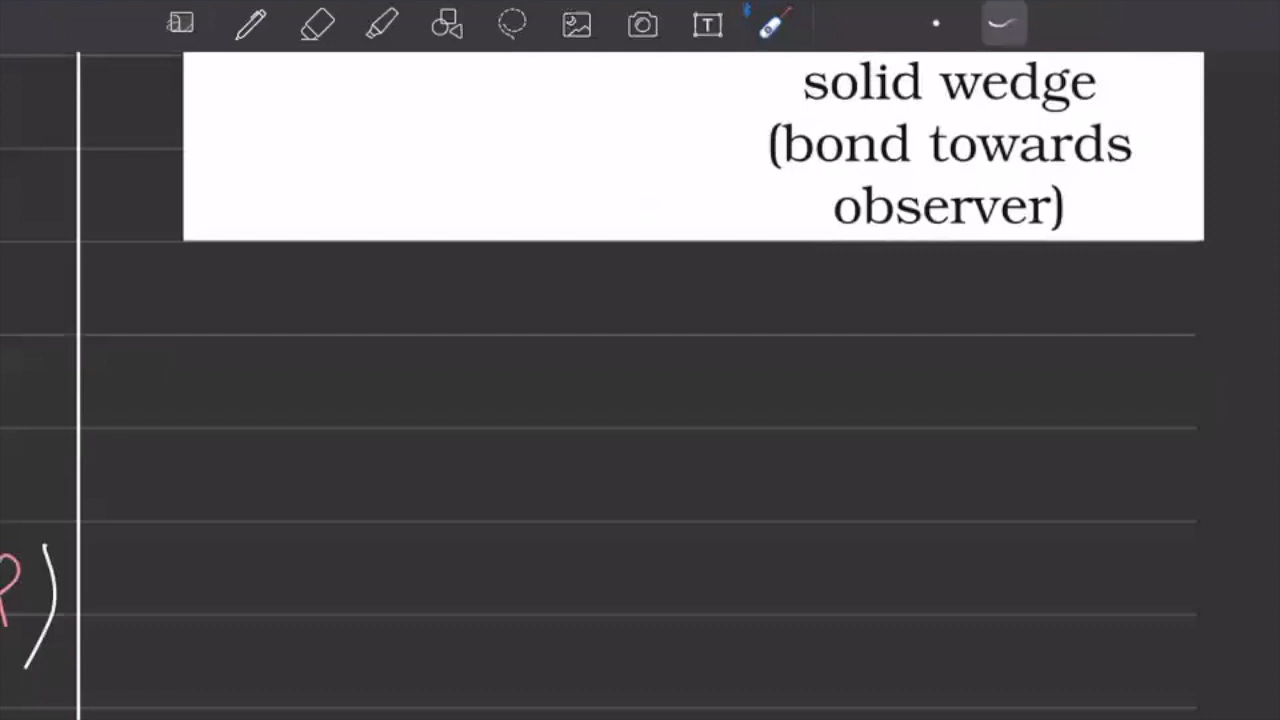 solid wedge
(bond towards
observer)
R)